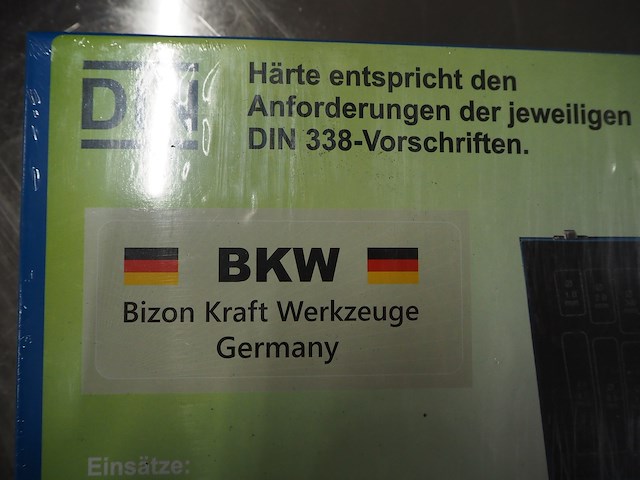 DIN
Härte entspricht den
Anforderungen der jeweiligen
DIN 338-Vorschriften.
BKW
Bizon Kraft Werkzeuge
Germany
Einsätze: